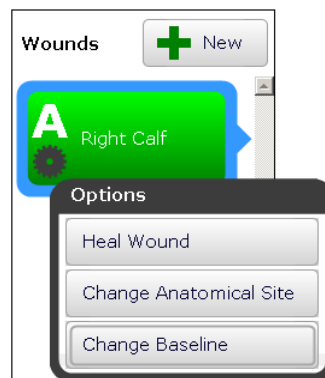 Wounds
New
A
Right Calf
Options
Heal Wound
Change Anatomical Site
Change Baseline